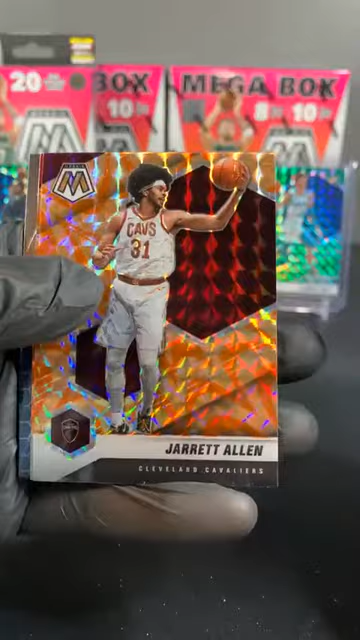 20
BOX
10
MEGA BOX
8 10
M
CAVS
31
JARRETT ALLEN
CLEVELAND CAVALIERS